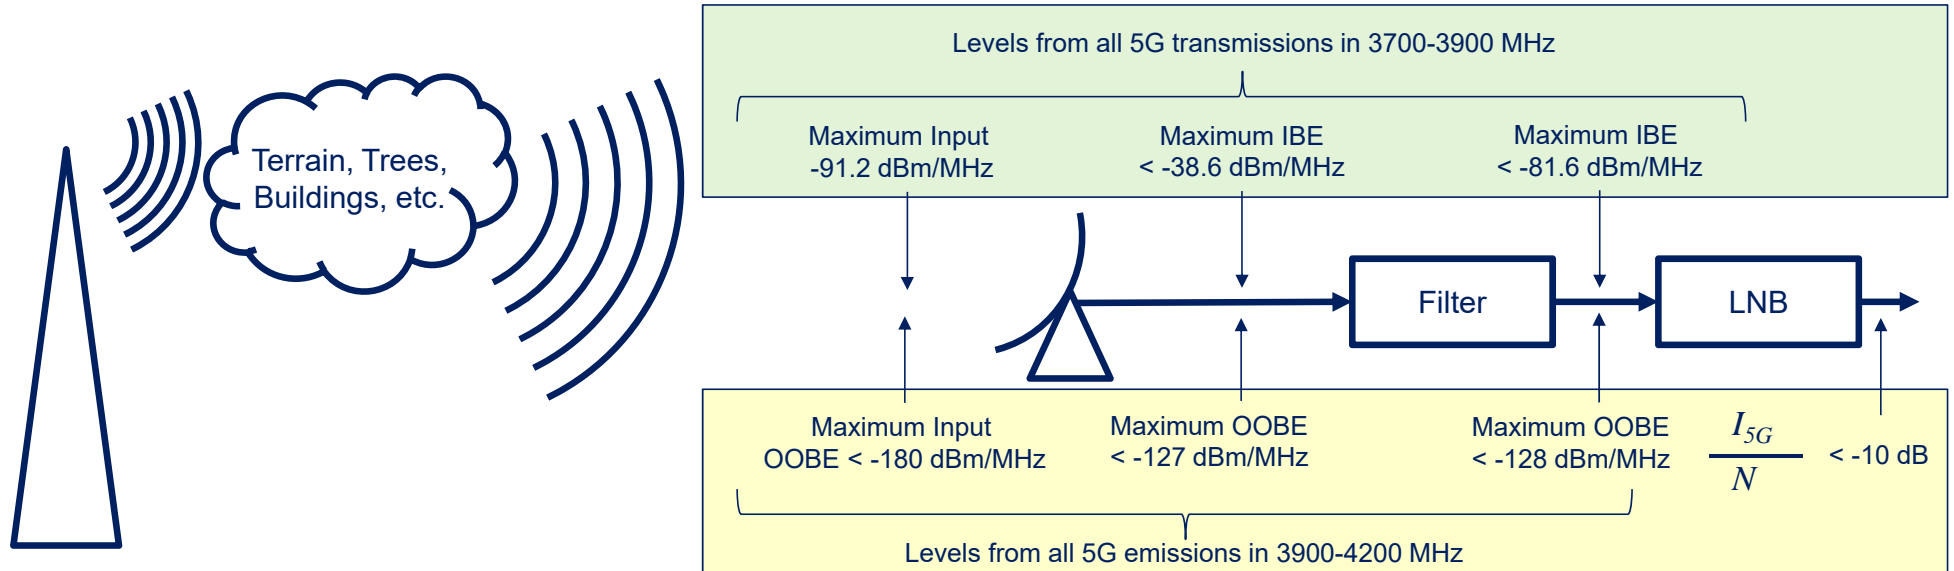 Levels from all 5G transmissions in 3700-3900 MHz
Maximum Input
-91.2 dBm/MHz
Maximum IBE
< -38.6 dBm/MHz
Maximum IBE
< -81.6 dBm/MHz
Terrain, Trees,
Buildings, etc.
Filter
LNB
Maximum Input
OOBE < -180 dBm/MHz
Maximum OOBE
< -127 dBm/MHz
Maximum OOBE
< -128 dBm/MHz
I5G
N
< -10 dB
Levels from all 5G emissions in 3900-4200 MHz